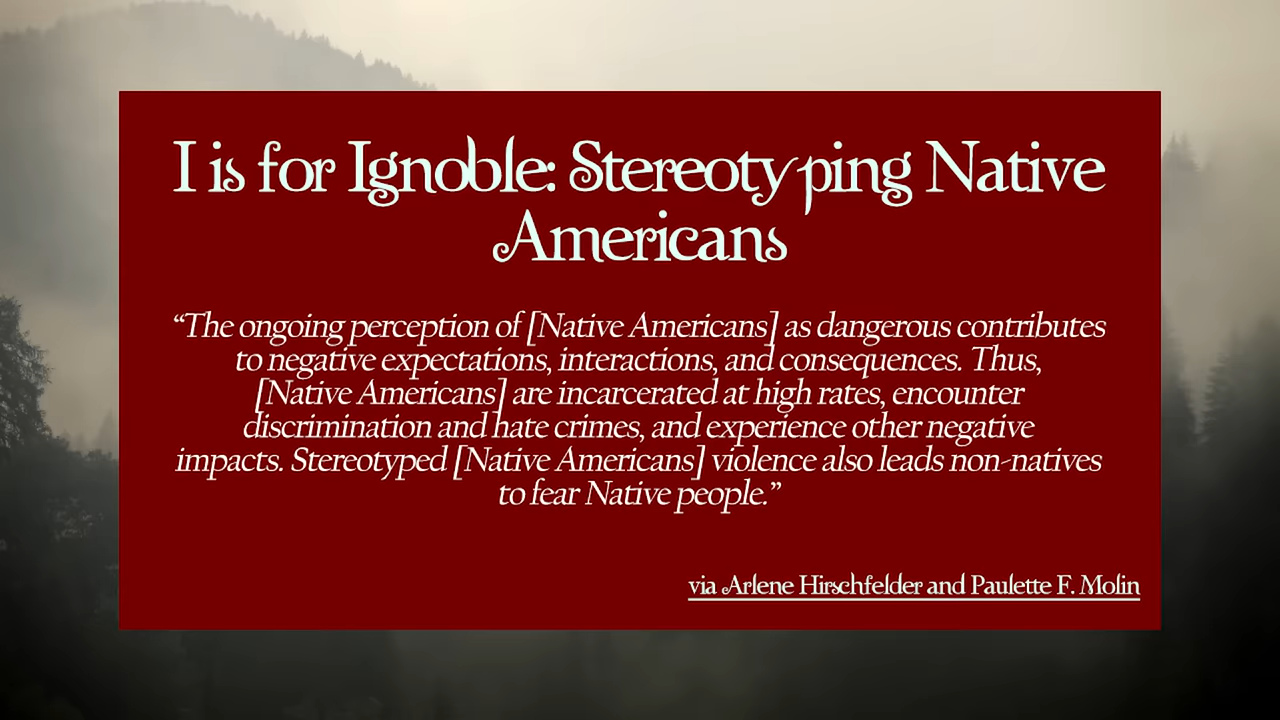 I is for Ignoble: Stereotyping Native
Americans
“The ongoing perception of [Native Americans] as dangerous contributes
to negative expectations, interactions, and consequences. Thus,
[Native Americans] are incarcerated at high rates, encounter
discrimination and hate crimes, and experience other negative
impacts. Stereotyped [Native Americans] violence also leads non-natives
to fear Native people.”
via Arlene Hirschfelder and Paulette F. Molin